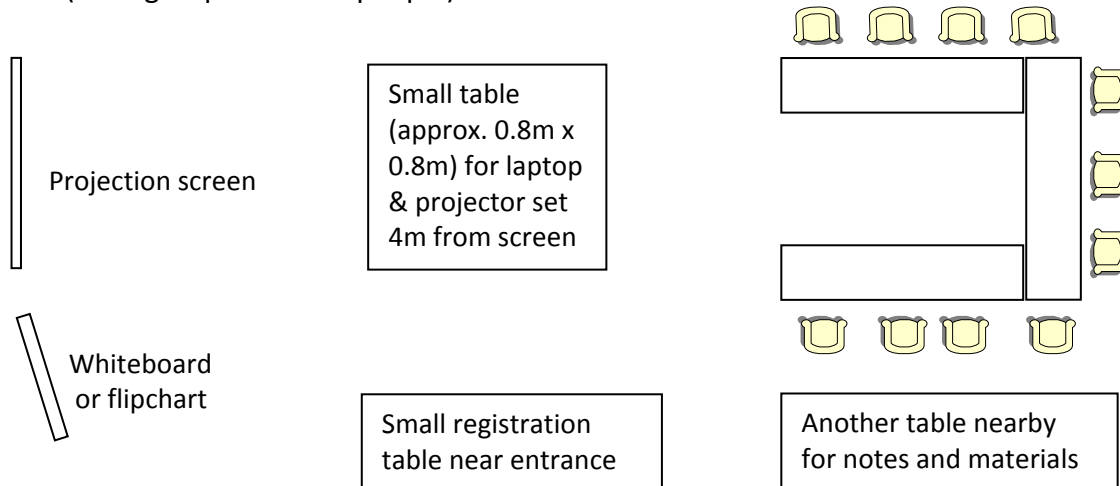 Small table
(approx. 0.8m x
0.8m) for laptop
& projector set
4m from screen
Projection screen
Whiteboard
or flipchart
Small registration
table near entrance
Another table nearby
for notes and materials